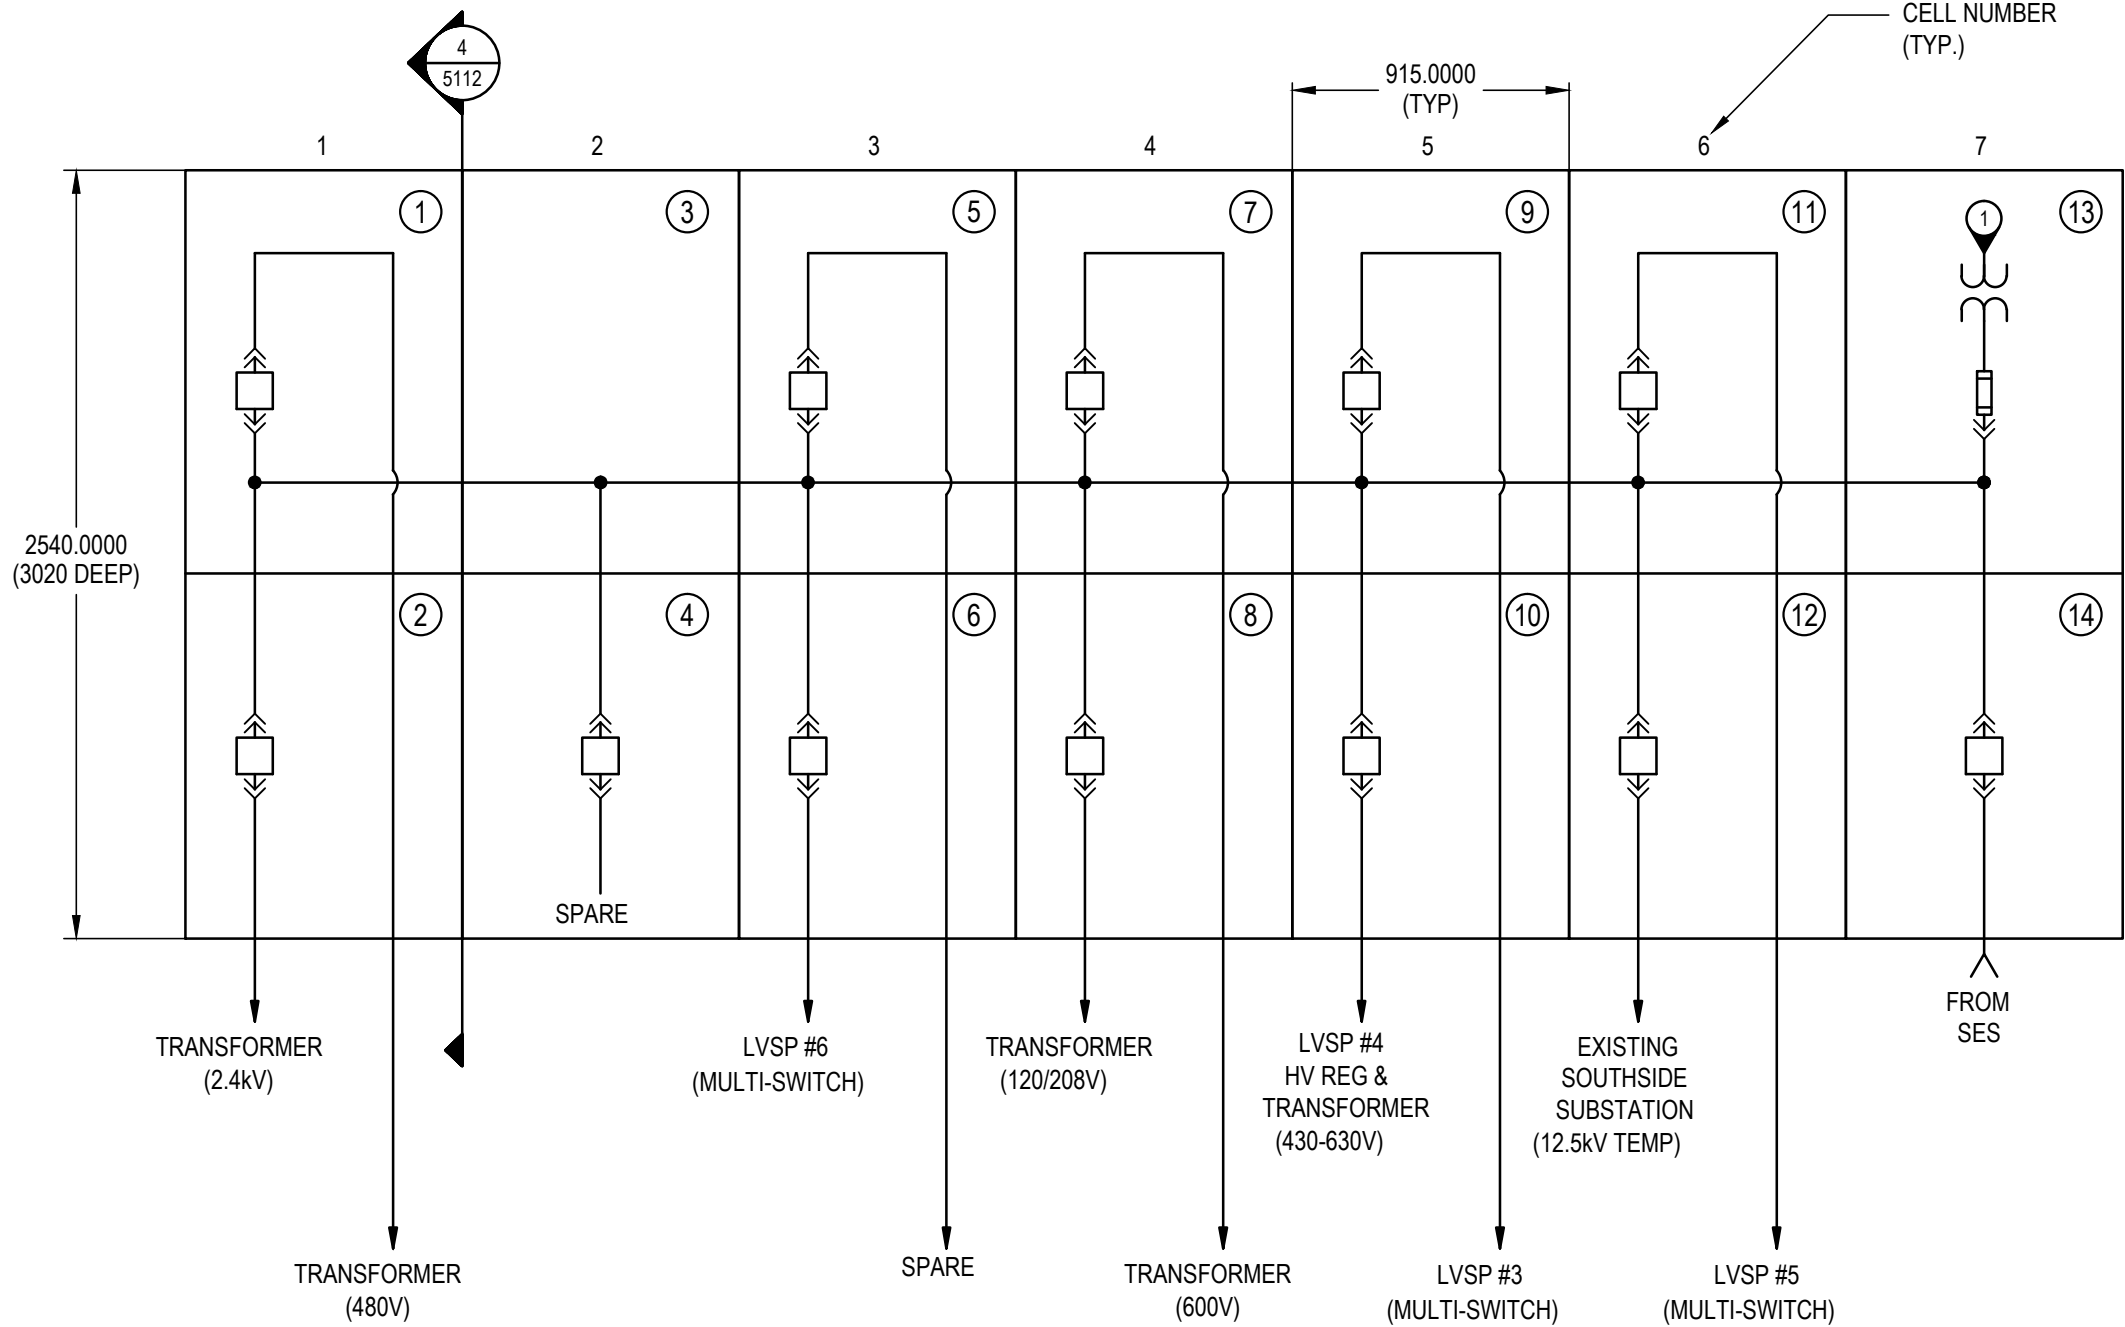 CELL NUMBER
(TYP.)
4
5112
915.0000
(TYP)
1
2
3
4
5
6
7
1
3
5
7
9
11
1
13
2540.0000
(3020 DEEP)
2
4
6
8
10
12
14
SPARE
TRANSFORMER
(2.4kV)
LVSP #6
(MULTI-SWITCH)
TRANSFORMER
(120/208V)
LVSP #4
HV REG &
TRANSFORMER
(430-630V)
EXISTING
SOUTHSIDE
SUBSTATION
(12.5kV TEMP)
FROM
SES
TRANSFORMER
(480V)
SPARE
TRANSFORMER
(600V)
LVSP #3
(MULTI-SWITCH)
LVSP #5
(MULTI-SWITCH)